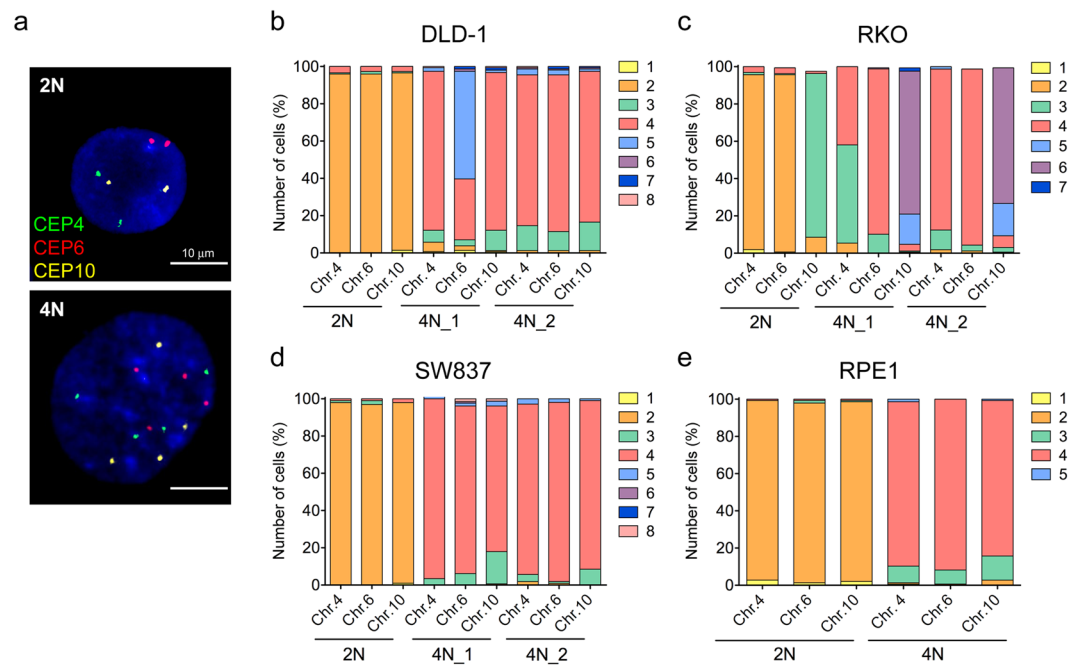 a
2N
CEP4
CEP6
CEP10
10 μm
4N
b
DLD-1
Number of cells (%)
100
80
60
40
20
0
Chr.4
Chr.6
Chr.10
Chr. 4
Chr.6
Chr.10
Chr. 4
Chr.6
Chr.10
2N
4N_1
4N_2
1
2
3
4
5
6
7
8
c
RKO
Number of cells (%)
100
80
60
40
20
0
Chr.4
Chr.6
Chr.10
Chr.4
Chr.6
Chr.10
Chr.4
Chr.6
Chr.10
2N
4N_1
4N_2
1
2
3
4
5
6
7
d
SW837
Number of cells (%)
100
80
60
40
20
0
Chr.4
Chr.6
Chr.10
Chr.4
Chr.6
Chr.10
Chr.4
Chr.6
Chr.10
2N
4N_1
4N_2
1
2
3
4
5
6
7
8
e
RPE1
Number of cells (%)
100
80
60
40
20
0
Chr.4
Chr.6
Chr.10
Chr.4
Chr.6
Chr.10
2N
4N
1
2
3
4
5